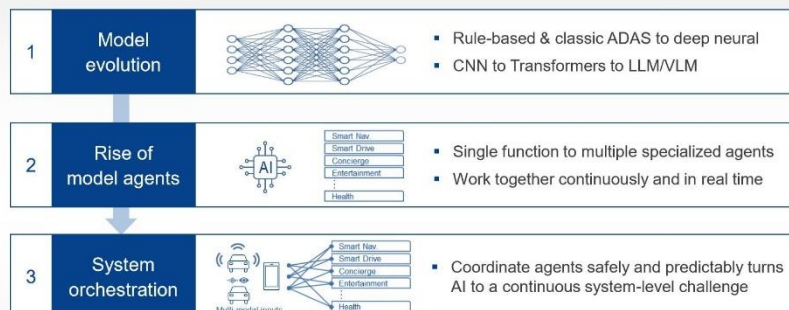 1
Model
evolution
▪ Rule-based & classic ADAS to deep neural
▪ CNN to Transformers to LLM/VLM
2
Rise of
model agents
AI
Smart Nav.
Smart Drive
Concierge
Entertainment
Health
▪ Single function to multiple specialized agents
▪ Work together continuously and in real time
3
System
orchestration
Multi-modal inputs
Smart Nav.
Smart Drive
Concierge
Entertainment
Health
▪ Coordinate agents safely and predictably turns
AI to a continuous system-level challenge